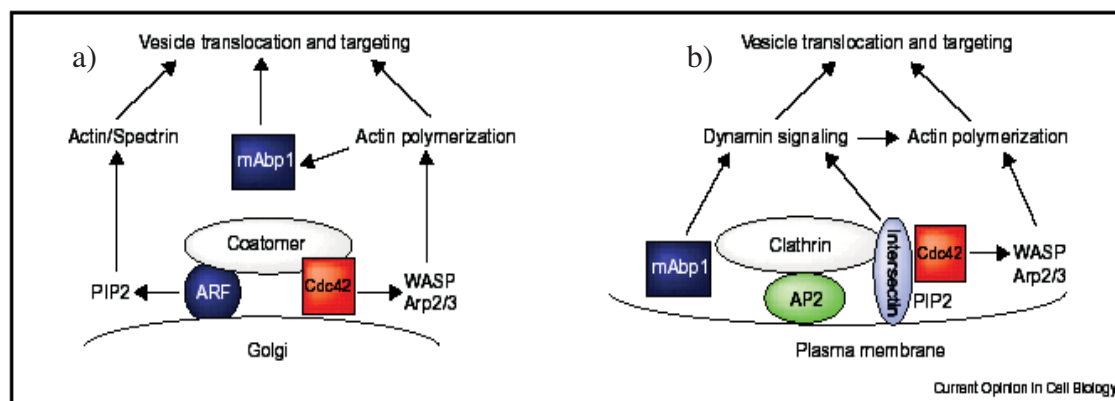 a)
Vesicle translocation and targeting
Actin/Spectrin
mAbp1
Actin polymerization
Coatomer
PIP2
ARF
Cdc42
WASP
Arp2/3
Golgi
b)
Vesicle translocation and targeting
Dynamin signaling
Actin polymerization
mAbp1
Clathrin
Intersectin
Cdc42
WASP
Arp2/3
AP2
PIP2
Plasma membrane
Current Opinion in Cell Biology